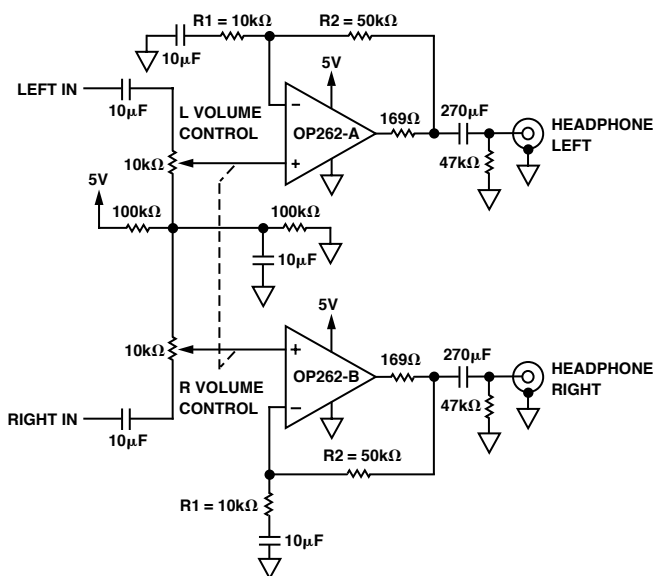 R1 = 10kΩ
R2 = 50kΩ
10µF
5V
LEFT IN
10µF
L VOLUME
CONTROL
−
OP262-A
+
169Ω
270µF
HEADPHONE
LEFT
47kΩ
10kΩ
5V
100kΩ
100kΩ
10µF
5V
10kΩ
+
OP262-B
−
169Ω
270µF
HEADPHONE
RIGHT
47kΩ
R VOLUME
CONTROL
RIGHT IN
10µF
R2 = 50kΩ
R1 = 10kΩ
10µF